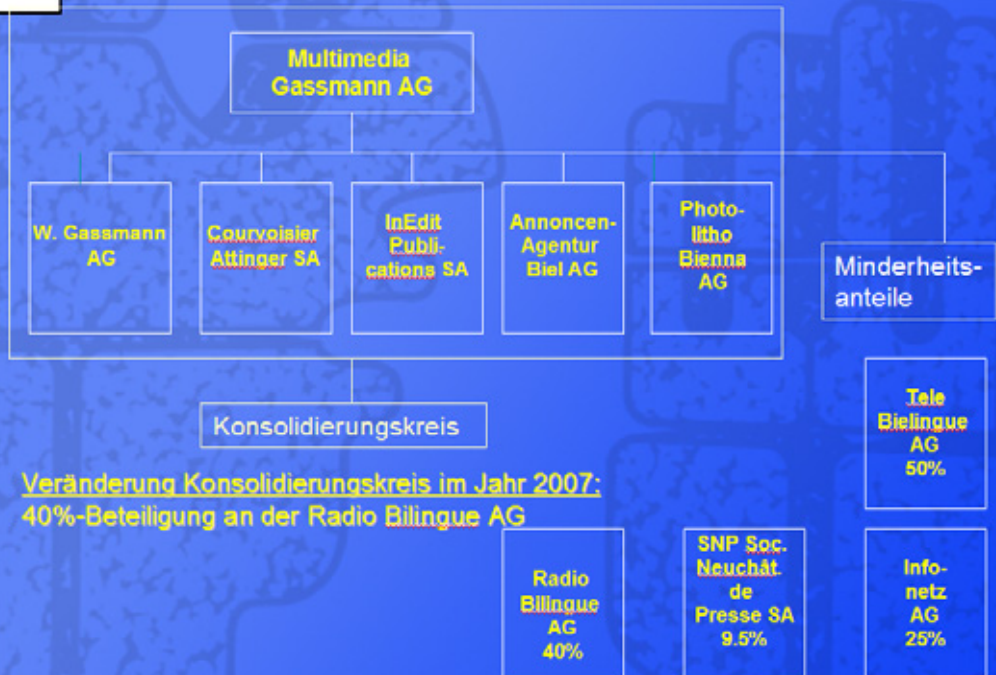 Multimedia
Gassmann AG
W. Gassmann
AG
Courvoisier
Attinger SA
InEdit
Publi-
cations SA
Annoncen-
Agentur
Biel AG
Photo-
litho
Bienna
AG
Minderheits-
anteile
Konsolidierungskreis
Tele
Bielingue
AG
50%
Veränderung Konsolidierungskreis im Jahr 2007:
40%-Beteiligung an der Radio Bilingue AG
Radio
Bilingue
AG
40%
SNP Soc.
Neuchât.
de
Presse SA
9.5%
Info-
netz
AG
25%